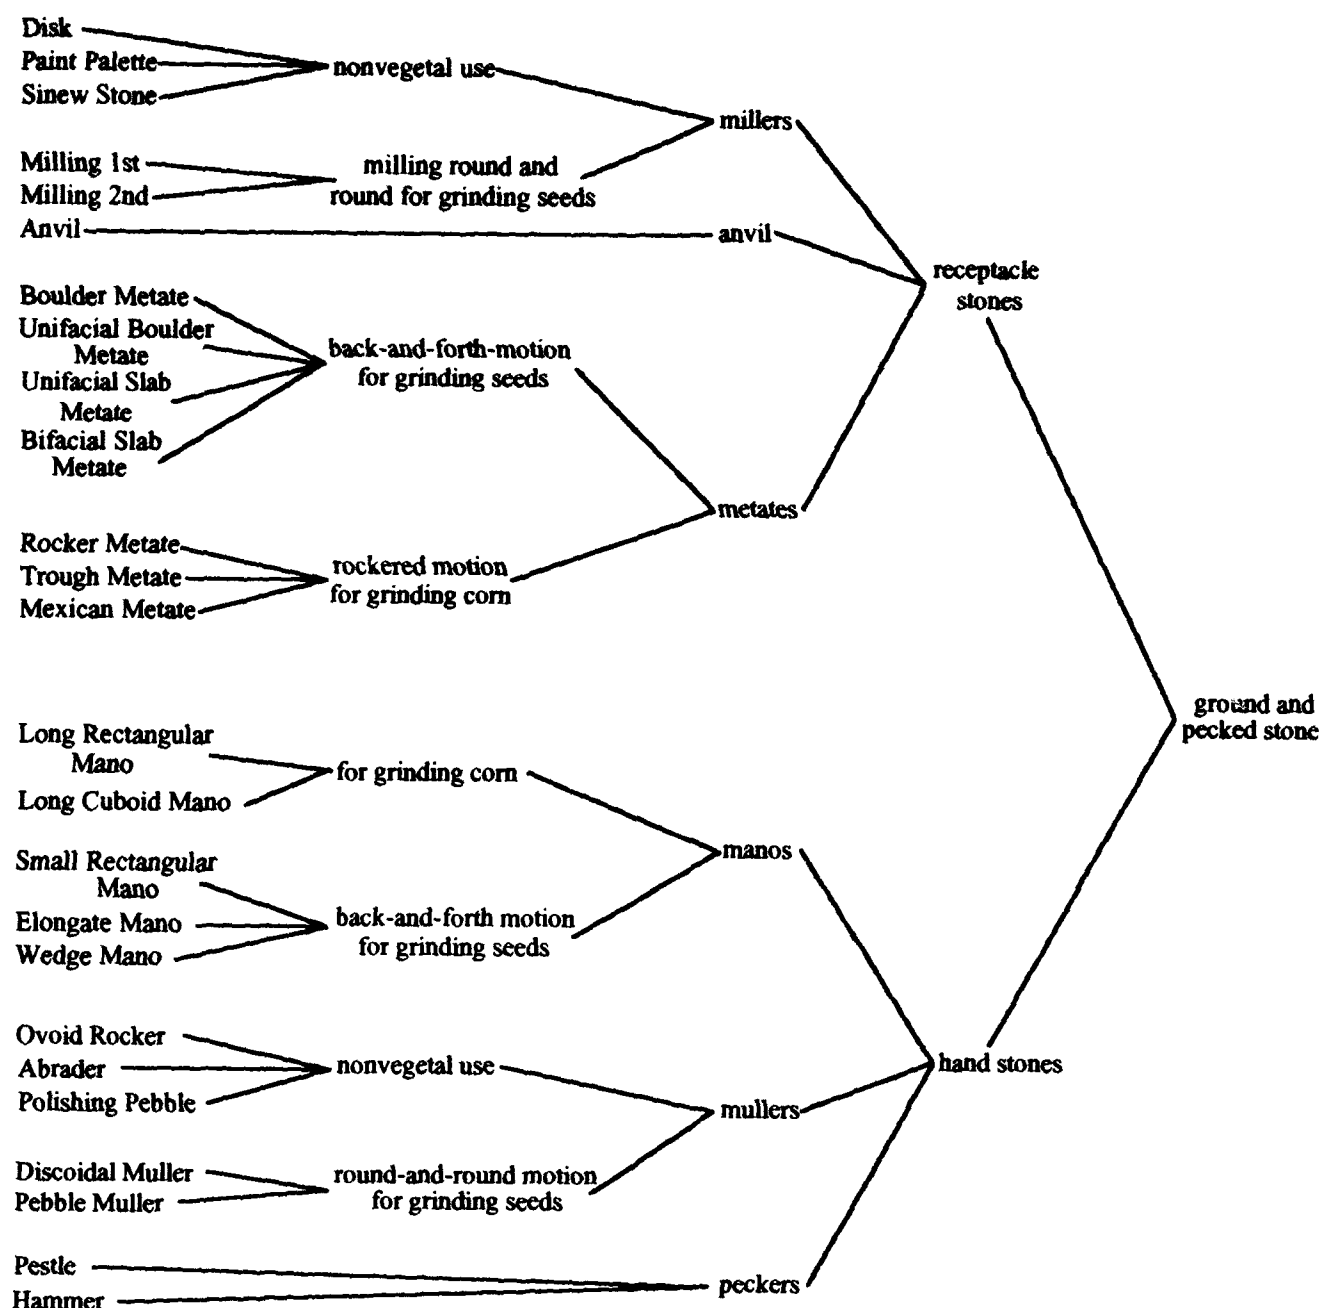 Disk
Paint Palette
Sinew Stone
nonvegetal use
millers
Milling 1st
Milling 2nd
milling round and
round for grinding seeds
Anvil
anvil
receptacle
stones
Boulder Metate
Unifacial Boulder
Metate
Unifacial Slab
Metate
Bifacial Slab
Metate
back-and-forth-motion
for grinding seeds
metates
Rocker Metate
Trough Metate
Mexican Metate
rockered motion
for grinding corn
ground and
pecked stone
Long Rectangular
Mano
Long Cuboid Mano
for grinding corn
manos
Small Rectangular
Mano
Elongate Mano
Wedge Mano
back-and-forth motion
for grinding seeds
Ovoid Rocker
Abrader
Polishing Pebble
nonvegetal use
hand stones
mullers
Discoidal Muller
Pebble Muller
round-and-round motion
for grinding seeds
Pestle
Hammer
peckers